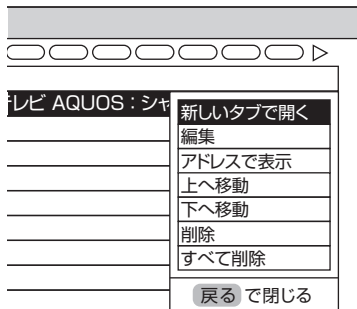 レビ AQUOS：シャ
新しいタブで開く
編集
アドレスで表示
上へ移動
下へ移動
削除
すべて削除
戻る で閉じる